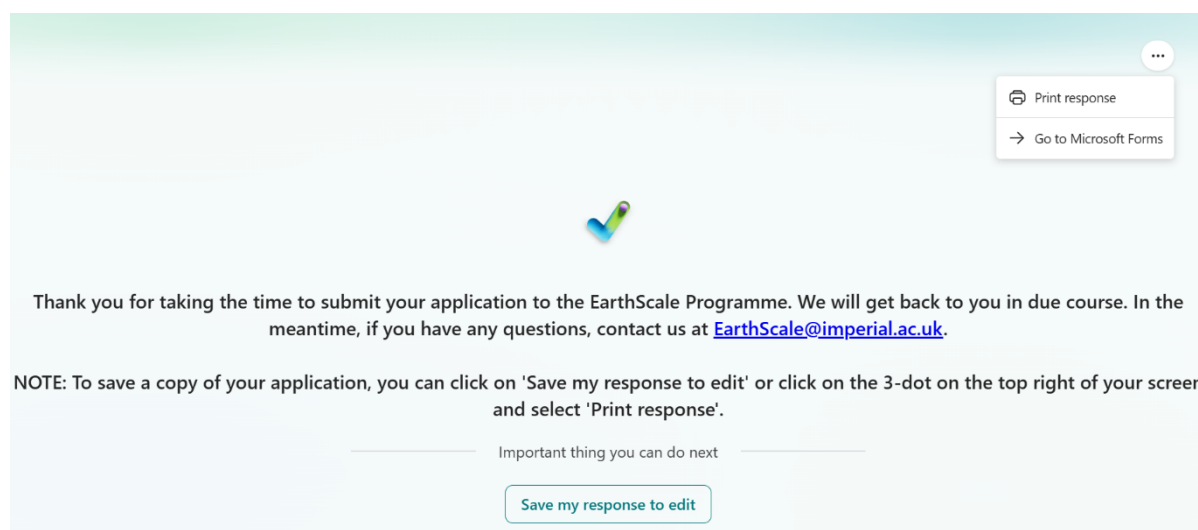 ...
Print response
Go to Microsoft Forms
Thank you for taking the time to submit your application to the EarthScale Programme. We will get back to you in due course. In the
meantime, if you have any questions, contact us at EarthScale@imperial.ac.uk.
NOTE: To save a copy of your application, you can click on 'Save my response to edit' or click on the 3-dot on the top right of your screen
and select 'Print response'.
Important thing you can do next
Save my response to edit